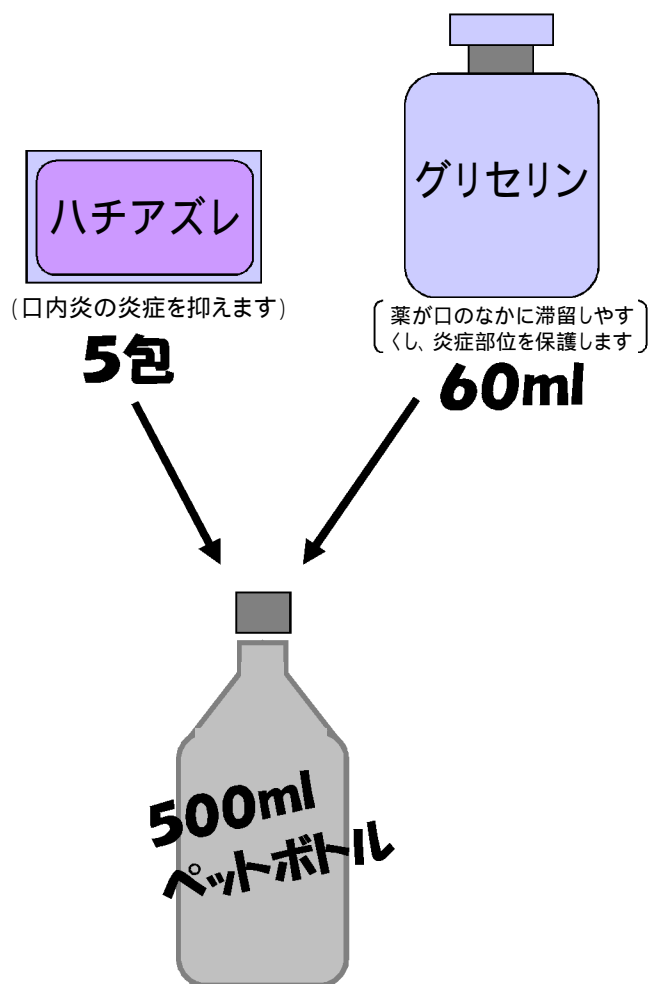 ハチアズレ
(口内炎の炎症を抑えます)
5包
グリセリン
薬が口のなかに滞留しやす
くし、炎症部位を保護します
60ml
500ml
ペットボトル